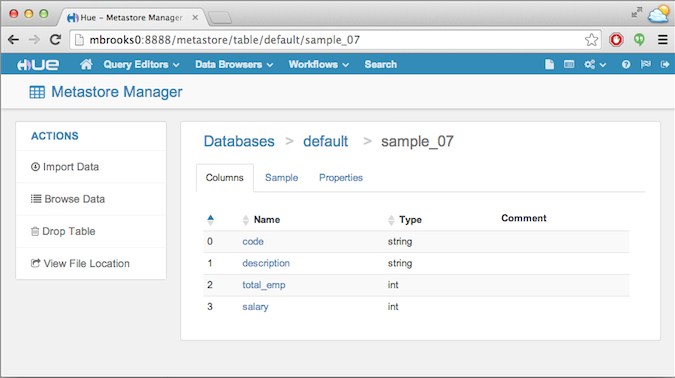 Hue - Metastore Manager
mbrooks0:8888/metastore/table/default/sample_07
HUE Query Editors Data Browsers Workflows Search
Metastore Manager
ACTIONS
Import Data
Browse Data
Drop Table
View File Location
Databases > default > sample_07
Columns Sample Properties
Name Type Comment
0 code string
1 description string
2 total_emp int
3 salary int